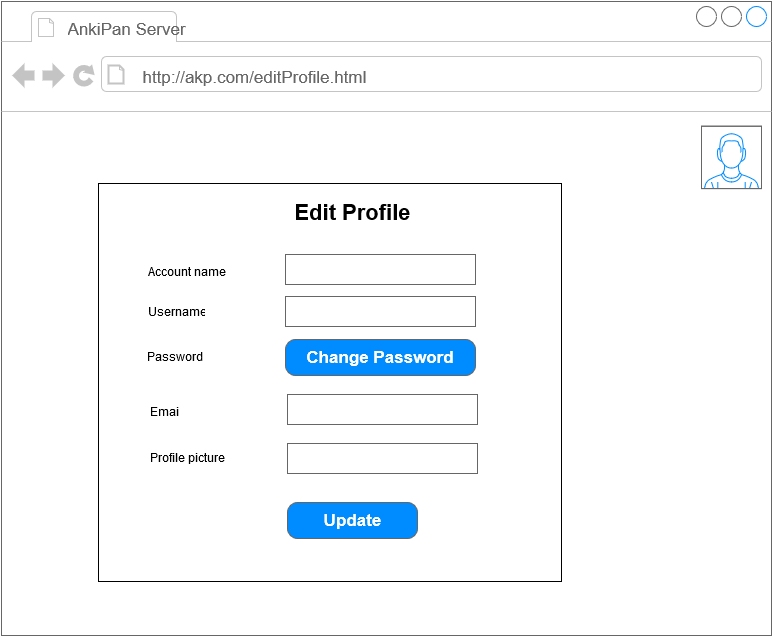 AnkiPan Server
http://akp.com/editProfile.html
Edit Profile
Account name
Username
Password
Change Password
Emai
Profile picture
Update